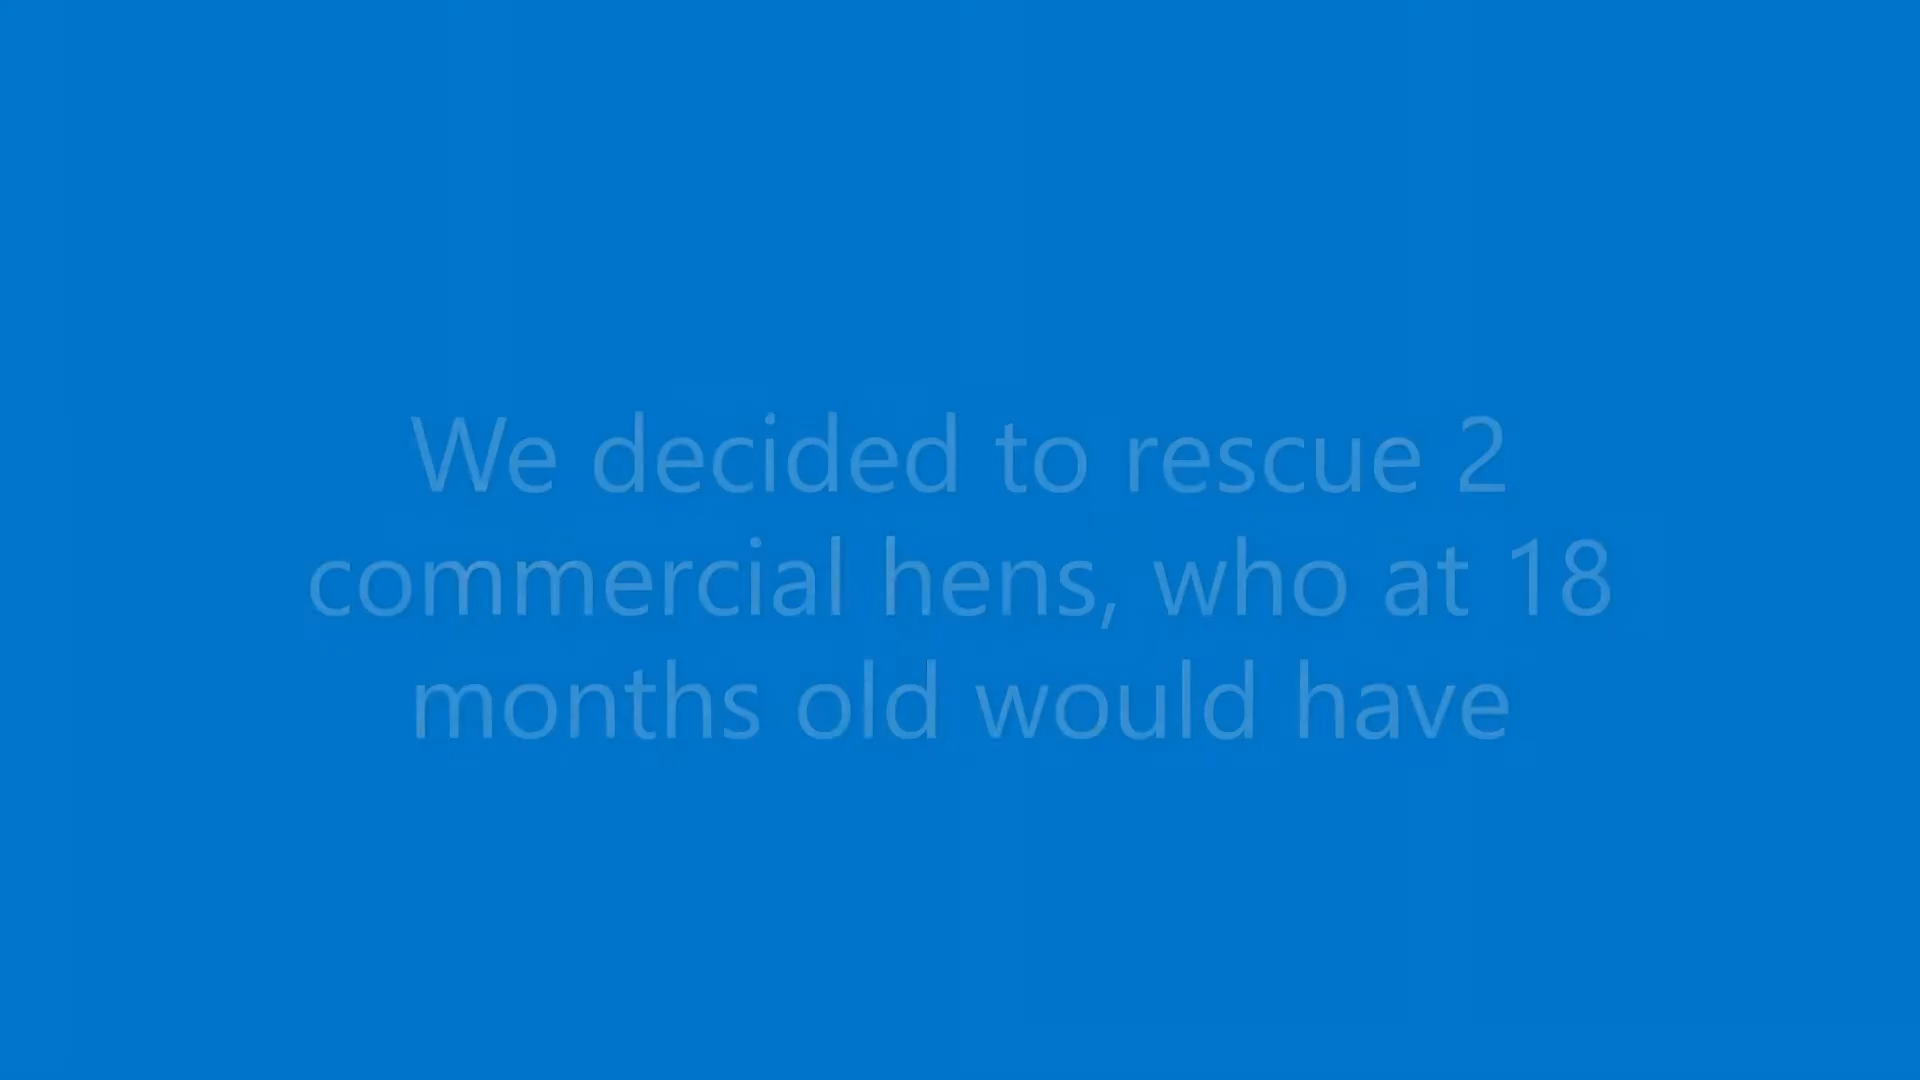 We decided to rescue 2
commercial hens, who at 18
months old would have